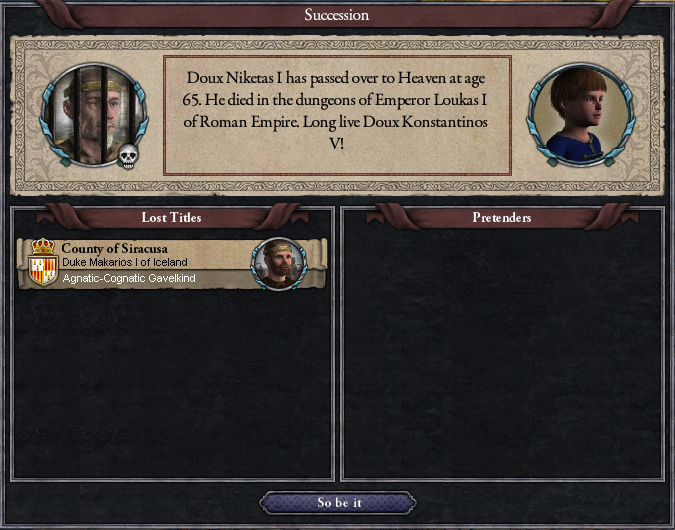 Succession
Doux Niketas I has passed over to Heaven at age
65. He died in the dungeons of Emperor Loukas I
of Roman Empire. Long live Doux Konstantinos
V!
Lost Titles
County of Siracusa
Duke Makarios I of Iceland
Agnatic-Cognatic Gavelkind
Pretenders
So be it